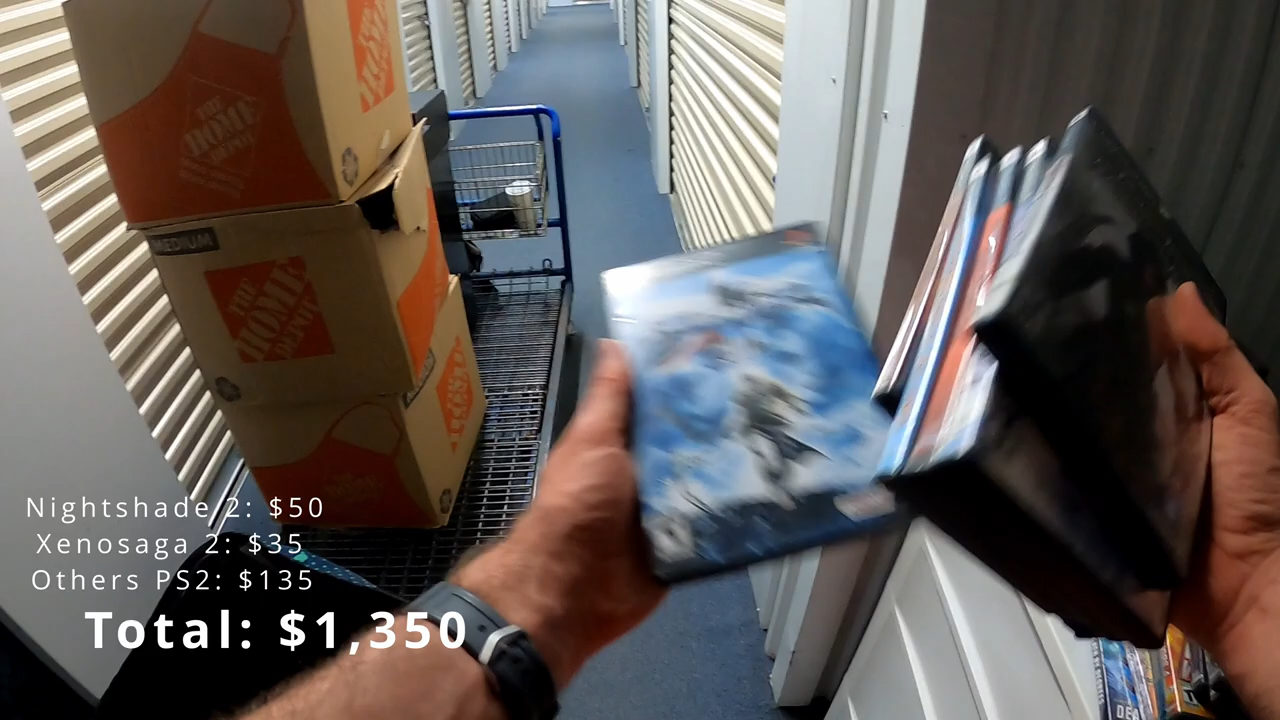 THE
HOME
DEPOT
MEDIUM
THE
HOME
DEPOT
Nightshade 2: $50
Xenosaga 2: $35
Others PS2: $135
Total: $1,350